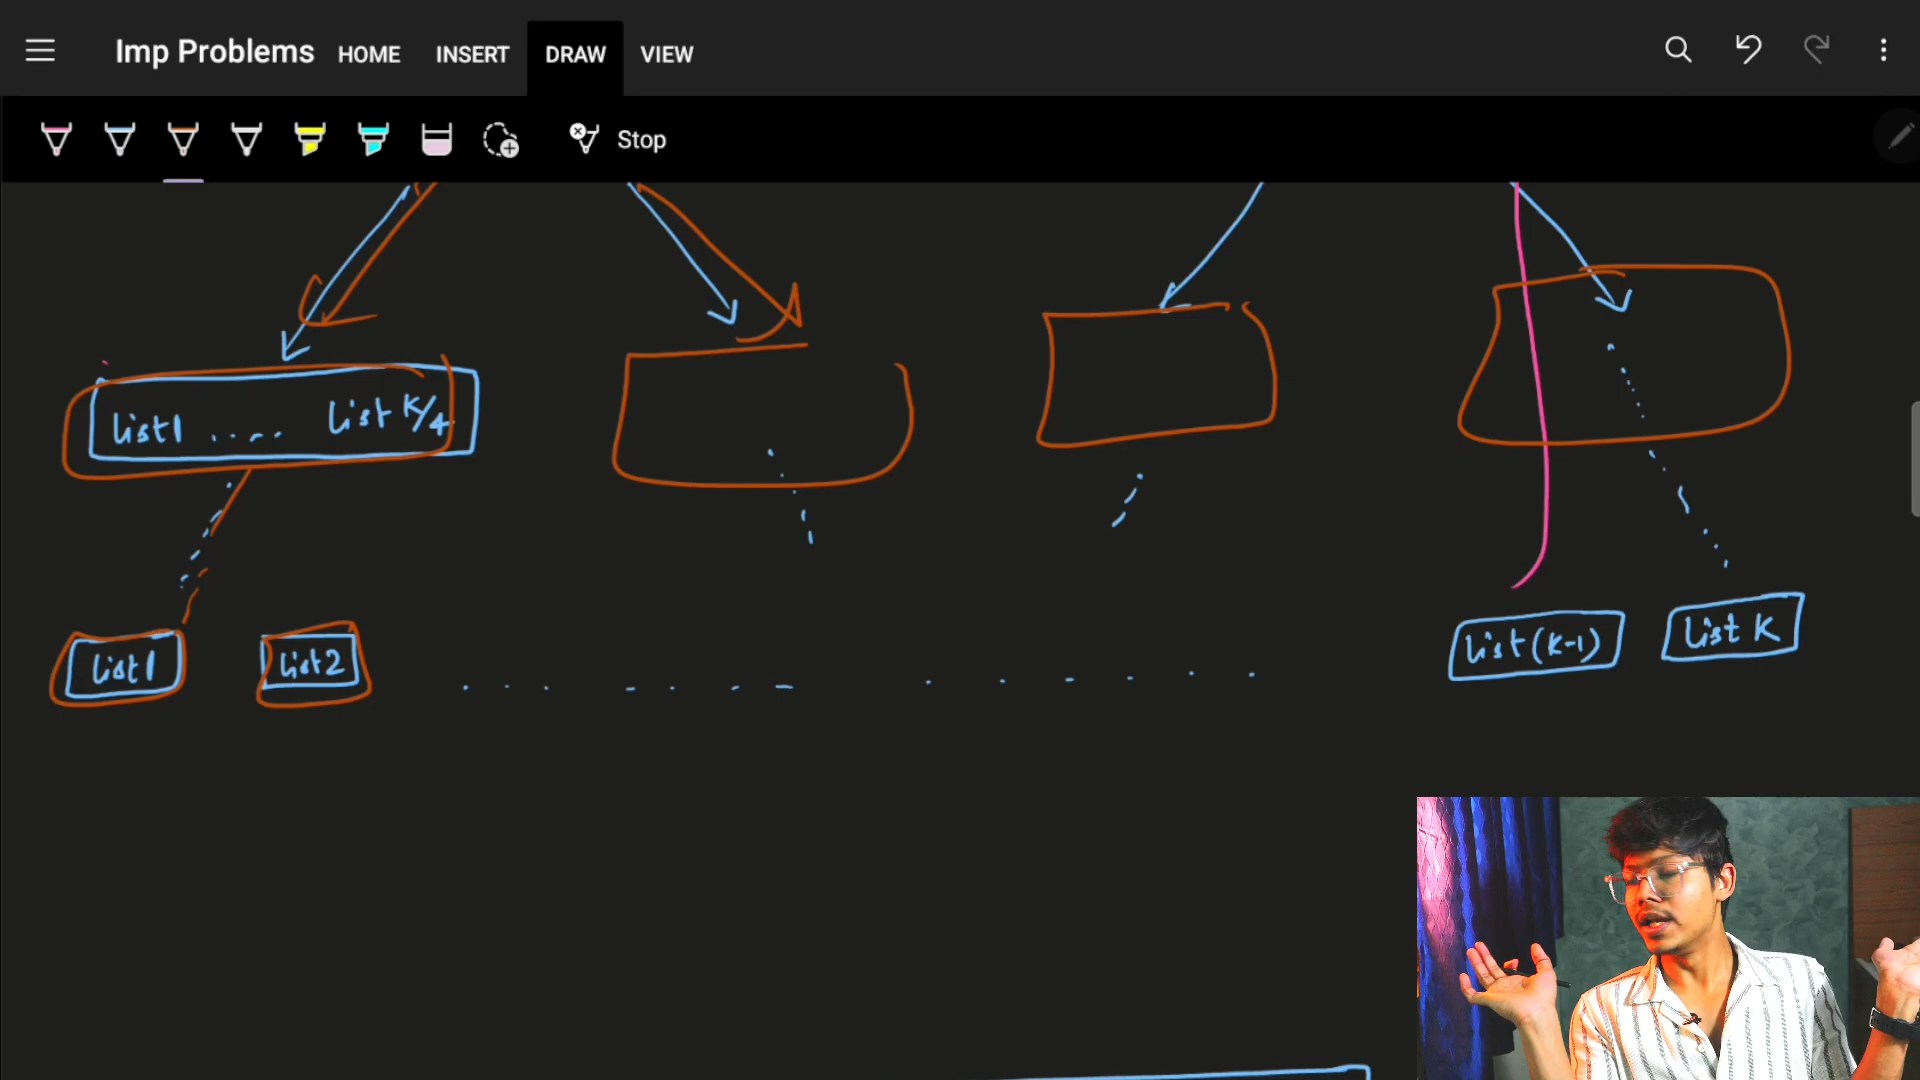 Imp Problems HOME INSERT DRAW VIEW
Stop
List1 ..... List K/4
List1 List2 List(K-1) List K